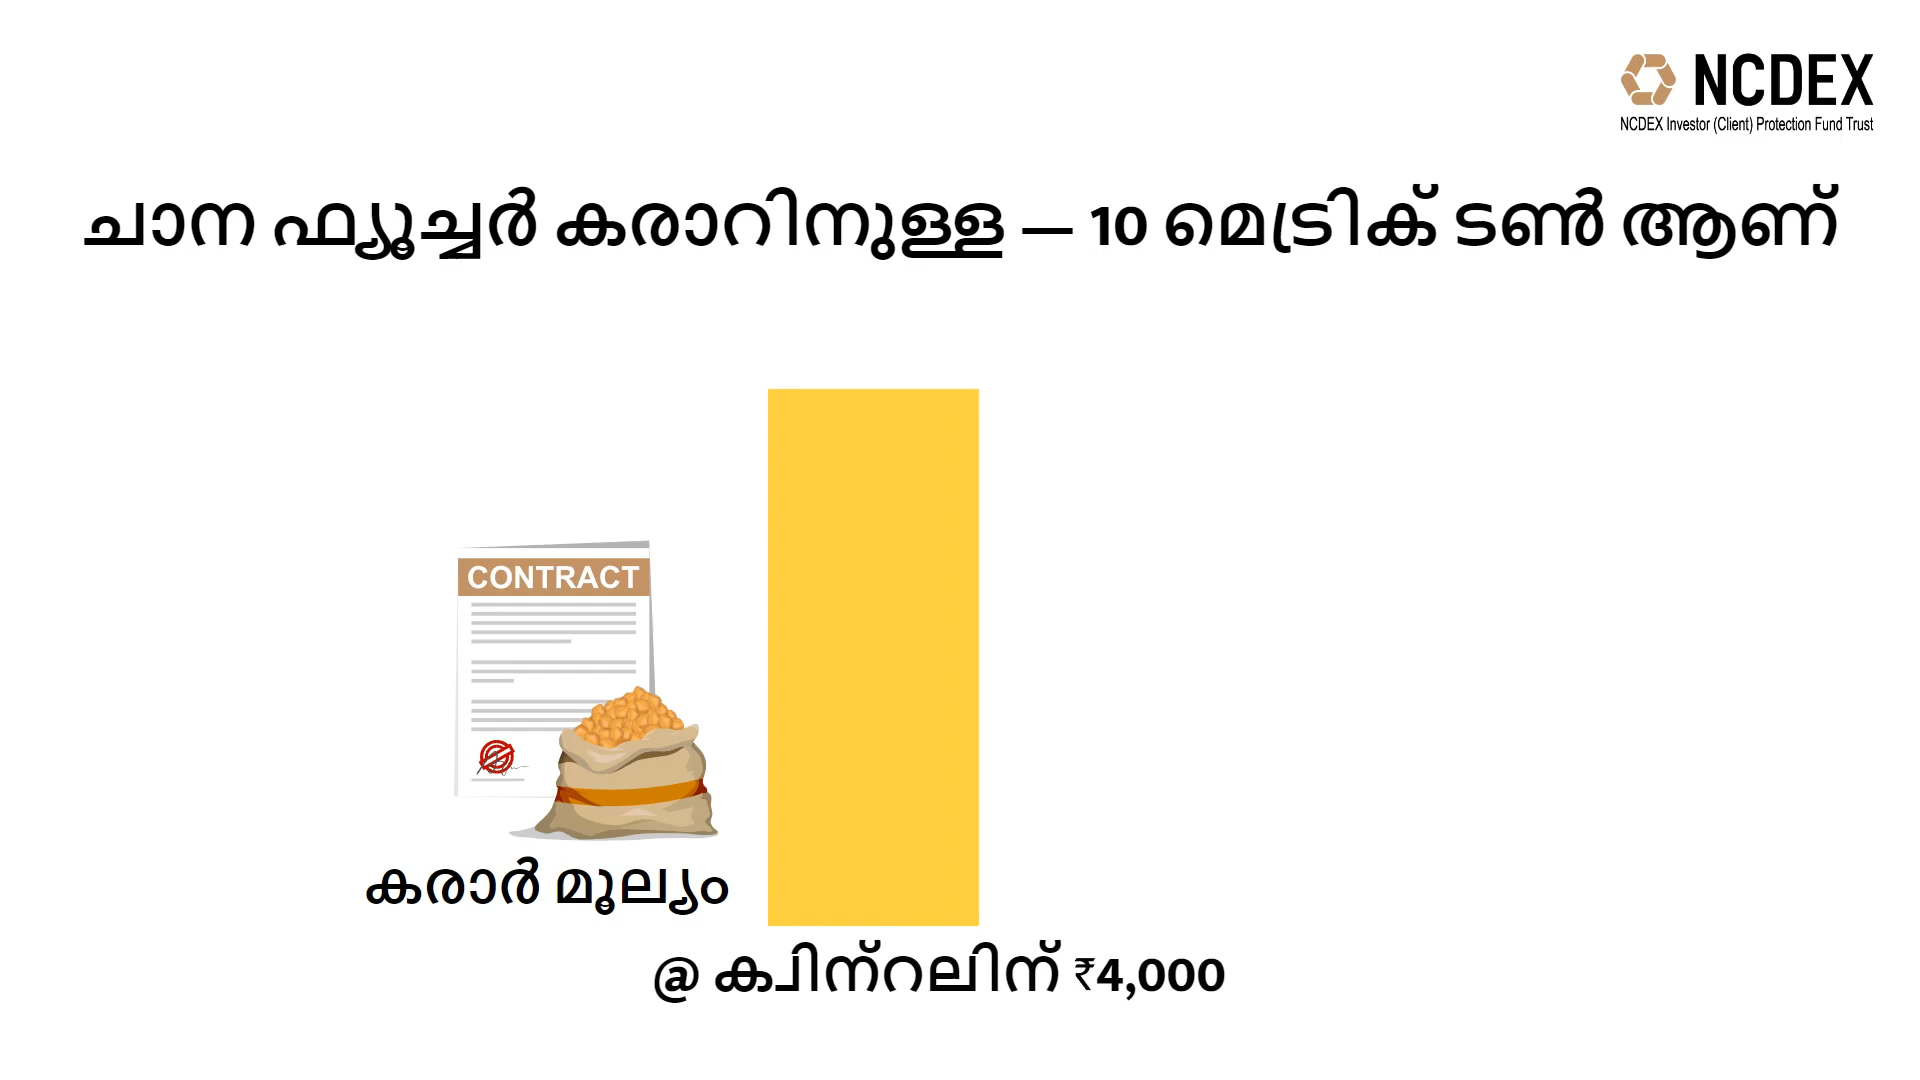 NCDEX
NCDEX Investor (Client) Protection Fund Trust
ചാന ഫ്യൂച്ചർ കരാറിനുള്ള — 10 മെട്രിക് ടൺ ആണ്
CONTRACT
കരാർ മൂല്യം
@ ക്വിന്റലിന് ₹4,000